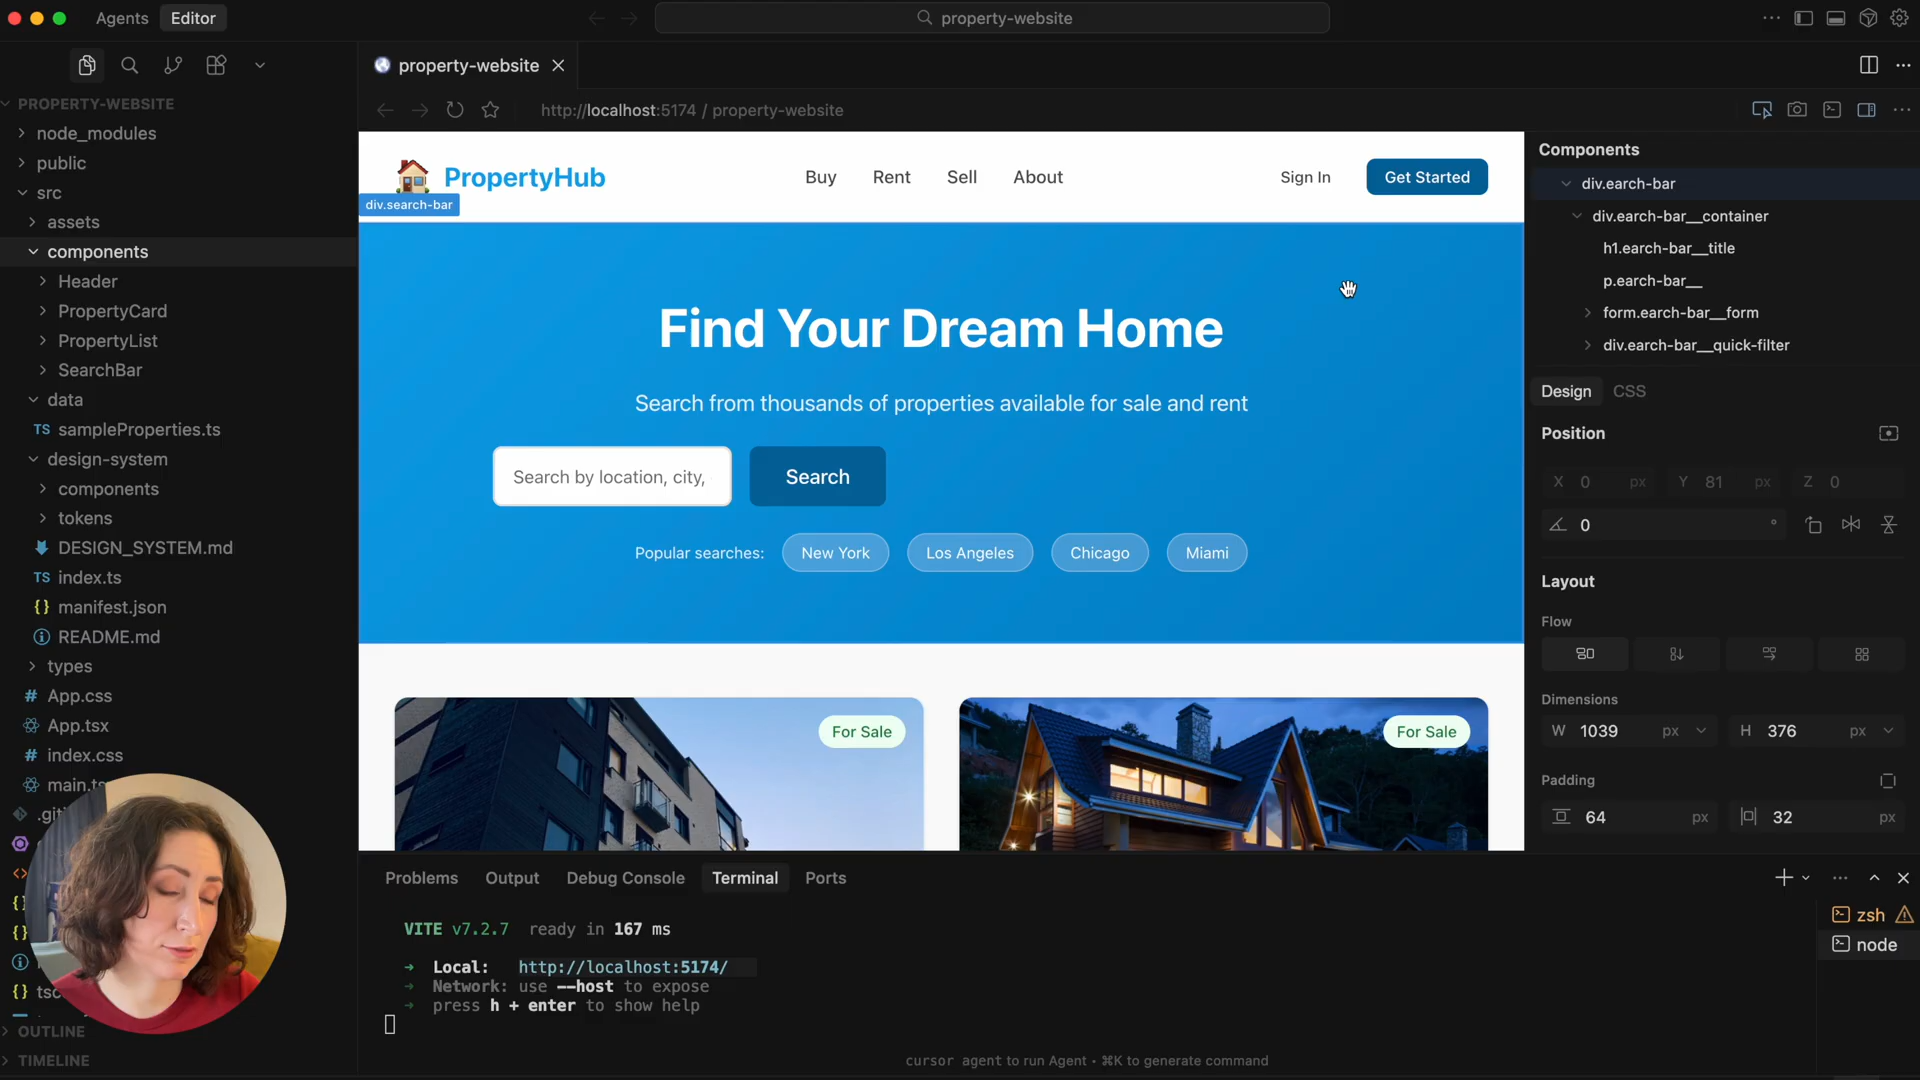 Agents Editor
property-website
property-website
http://localhost:5174 / property-website
PROPERTY-WEBSITE
node_modules
public
src
assets
components
Header
PropertyCard
PropertyList
SearchBar
data
TS sampleProperties.ts
design-system
components
tokens
DESIGN_SYSTEM.md
TS index.ts
{} manifest.json
README.md
types
# App.css
App.tsx
# index.css
OUTLINE
TIMELINE
PropertyHub
Buy Rent Sell About
Sign In Get Started
div.search-bar
Find Your Dream Home
Search from thousands of properties available for sale and rent
Search by location, city,
Search
Popular searches: New York Los Angeles Chicago Miami
For Sale For Sale
Components
div.earch-bar
div.earch-bar__container
h1.earch-bar__title
p.earch-bar__
form.earch-bar__form
div.earch-bar__quick-filter
Design CSS
Position
X 0 px Y 81 px Z 0
0 °
Layout
Flow
Dimensions
W 1039 px H 376 px
Padding
64 px 32 px
Problems Output Debug Console Terminal Ports
VITE v7.2.7 ready in 167 ms
➜ Local: http://localhost:5174/
➜ Network: use --host to expose
➜ press h + enter to show help
cursor agent to run Agent • ⌘K to generate command
zsh
node